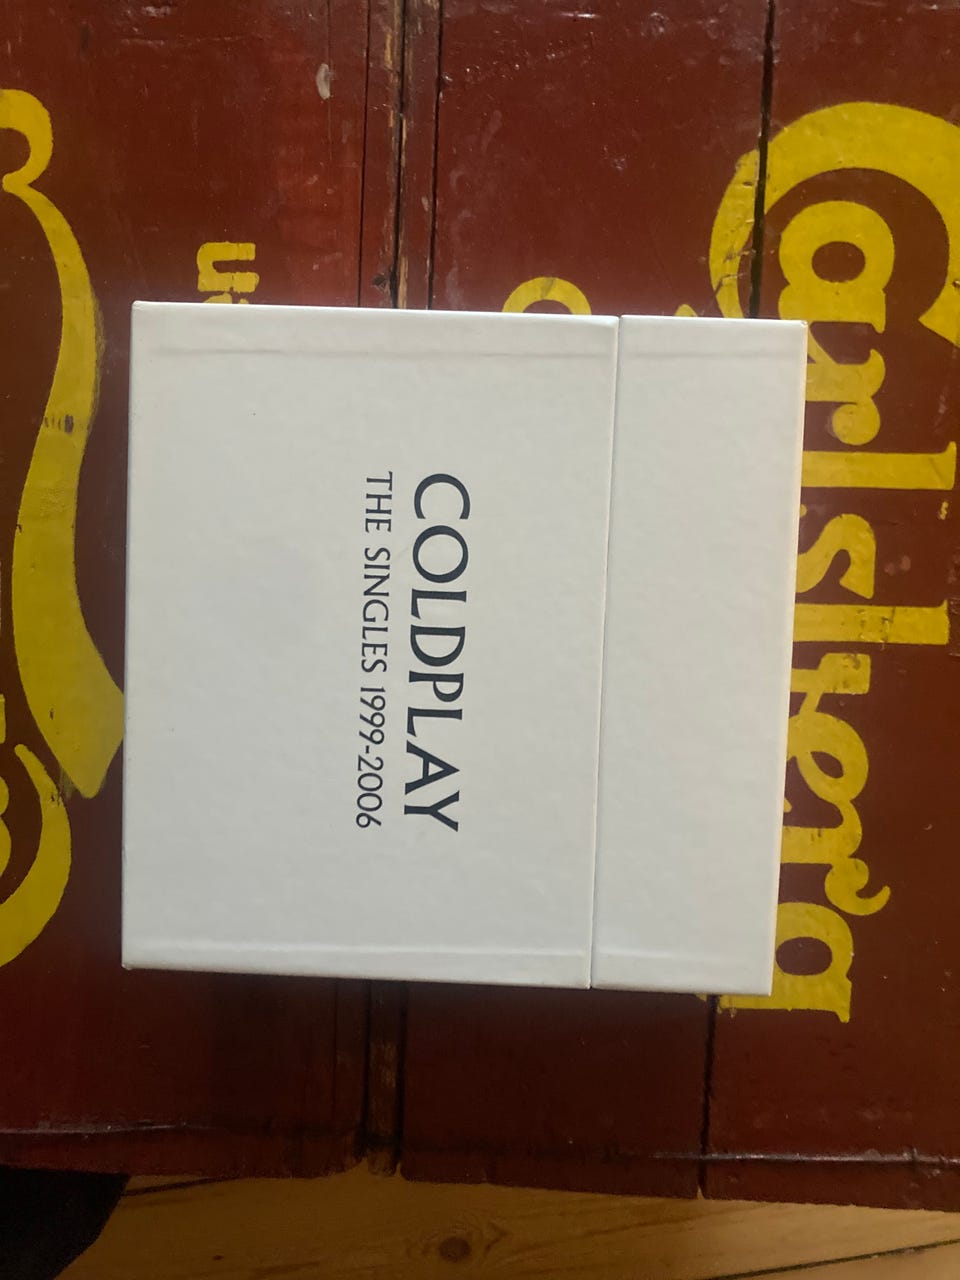 COLDPLAY
THE SINGLES 1999-2006
Carlsberg